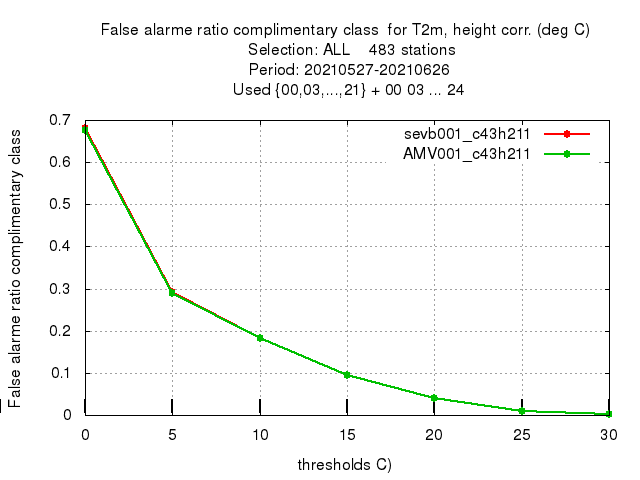 False alarme ratio complimentary class for T2m, height corr. (deg C)
Selection: ALL 483 stations
Period: 20210527-20210626
Used {00,03,...,21} + 00 03 ... 24
sevb001_c43h211
AMV001_c43h211
False alarme ratio complimentary class
0.7
0.6
0.5
0.4
0.3
0.2
0.1
0
0 5 10 15 20 25 30
thresholds C)